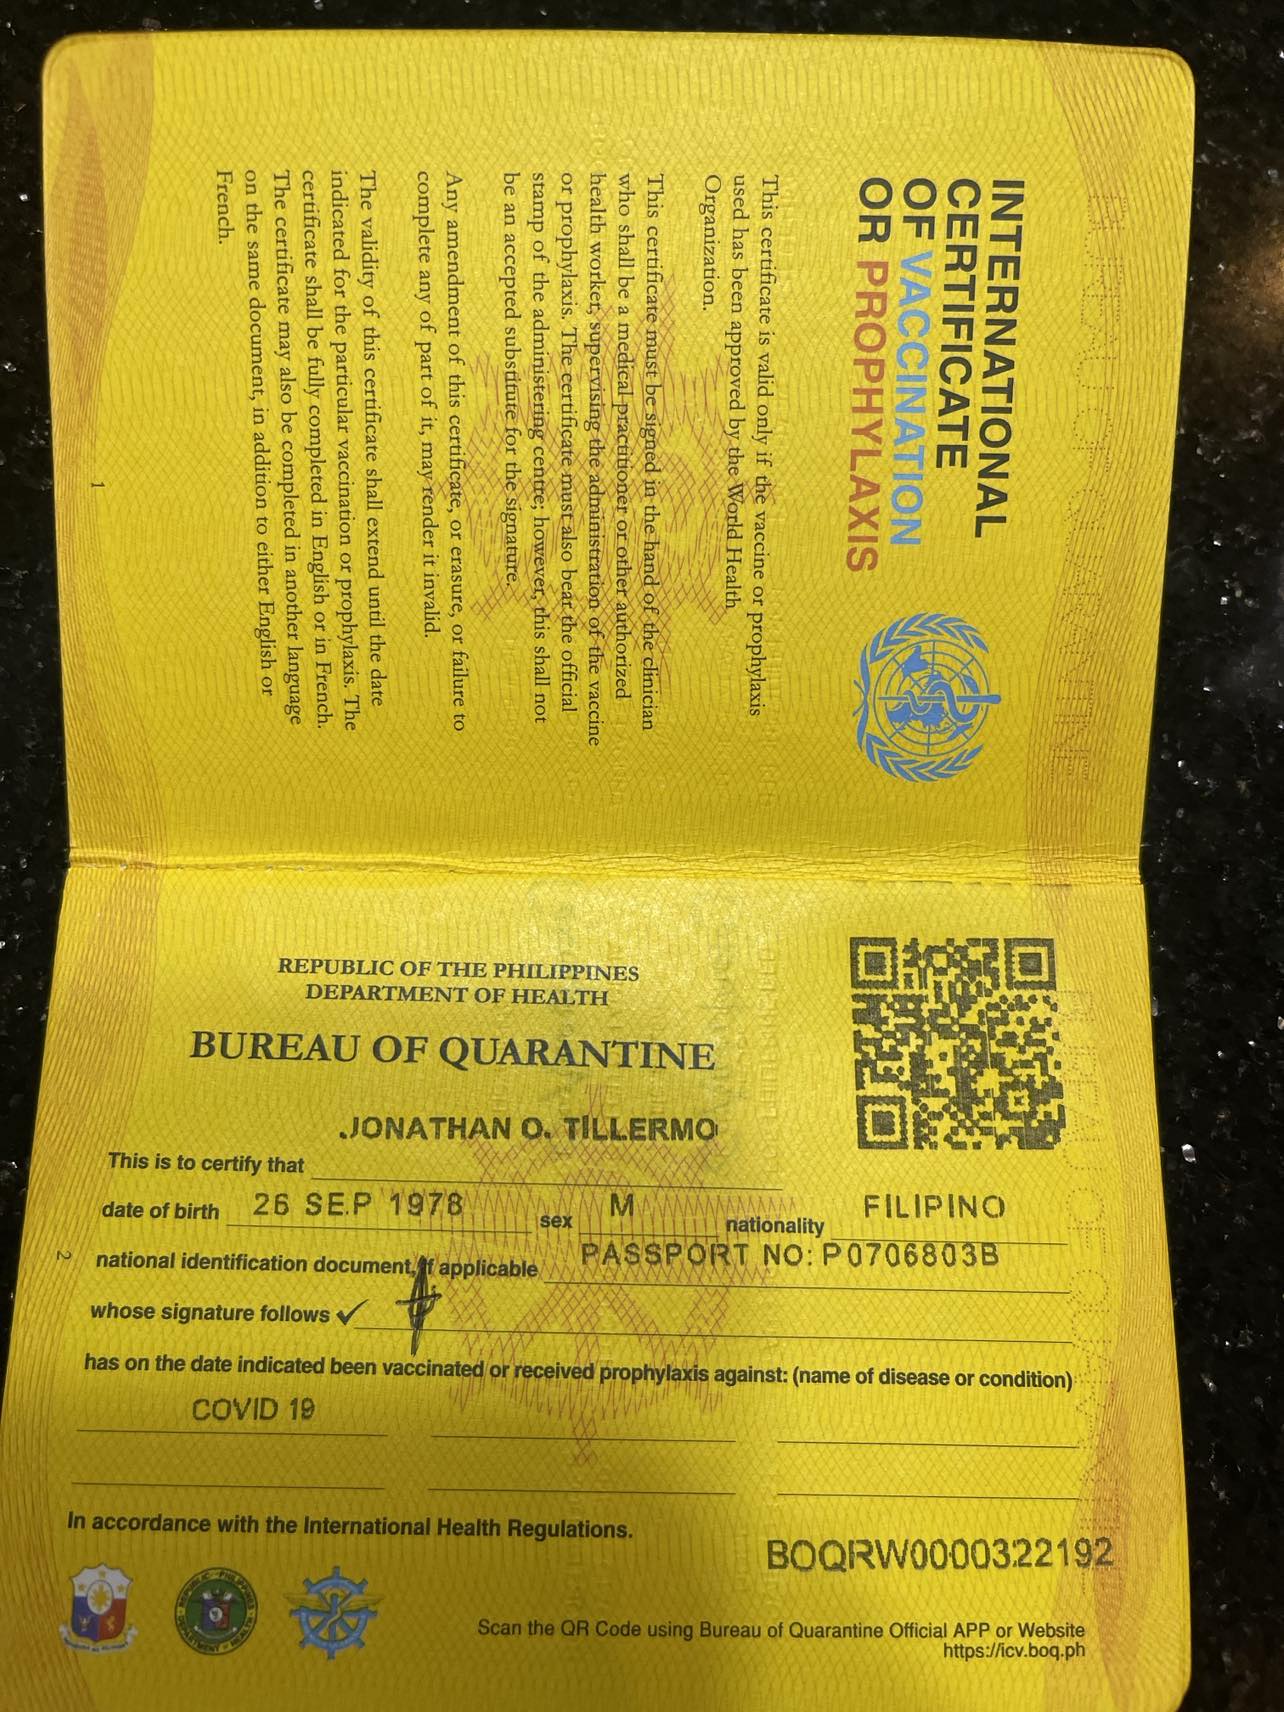 INTERNATIONAL
CERTIFICATE
OF VACCINATION
OR PROPHYLAXIS
This certificate is valid only if the vaccine or prophylaxis
used has been approved by the World Health
Organization.
This certificate must be signed in the hand of the clinician
who shall be a medical practitioner or other authorized
health worker, supervising the administration of the vaccine
or prophylaxis. The certificate must also bear the official
stamp of the administering centre; however, this shall not
be an accepted substitute for the signature.
Any amendment of this certificate, or erasure, or failure to
complete any of part of it, may render it invalid.
The validity of this certificate shall extend until the date
indicated for the particular vaccination or prophylaxis. The
certificate shall be fully completed in English or in French.
The certificate may also be completed in another language
on the same document, in addition to either English or
French.
1
REPUBLIC OF THE PHILIPPINES
DEPARTMENT OF HEALTH
BUREAU OF QUARANTINE
JONATHAN O. TILLERMO
This is to certify that
date of birth 26 SEP 1978 sex M nationality FILIPINO
national identification document, if applicable PASSPORT NO: P0706803B
whose signature follows
has on the date indicated been vaccinated or received prophylaxis against: (name of disease or condition)
COVID 19
In accordance with the International Health Regulations.
BOQRW0000322192
Scan the QR Code using Bureau of Quarantine Official APP or Website
https://icv.boq.ph
2